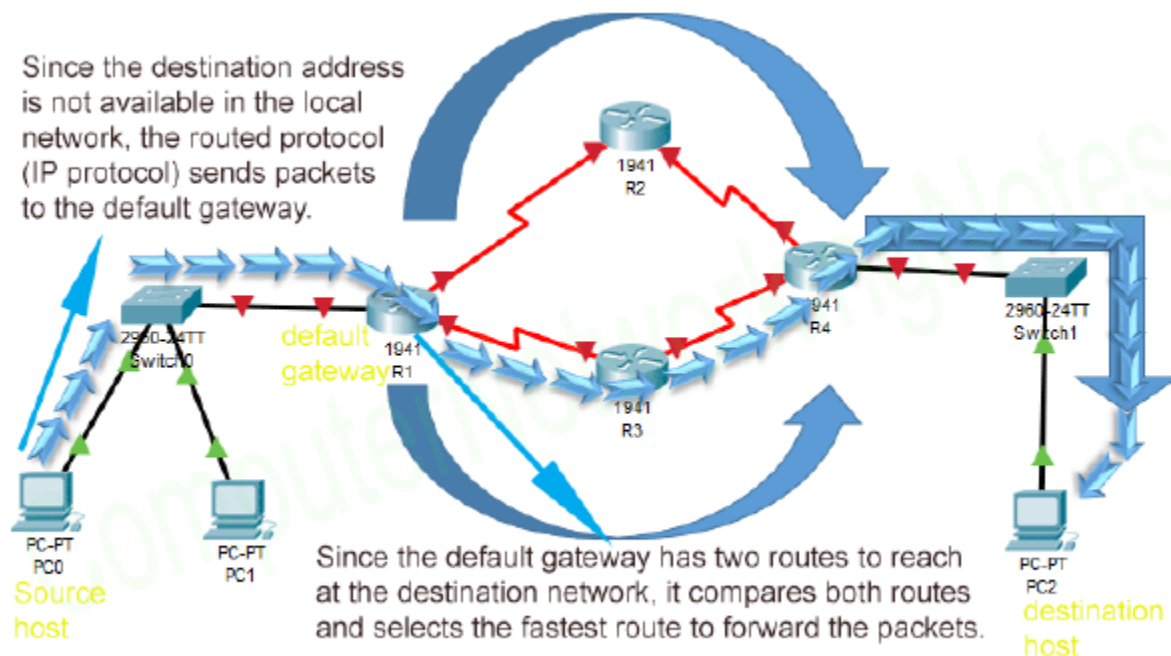 Since the destination address
is not available in the local
network, the routed protocol
(IP protocol) sends packets
to the default gateway.
1941
R2
2960-24TT
Switch0
default
gateway
1941
R1
1941
R3
1941
R4
2960-24TT
Switch1
PC-PT
PC0
Source
host
PC-PT
PC1
PC-PT
PC2
destination
host
Since the default gateway has two routes to reach
at the destination network, it compares both routes
and selects the fastest route to forward the packets.
ComputerNetworkingNotes